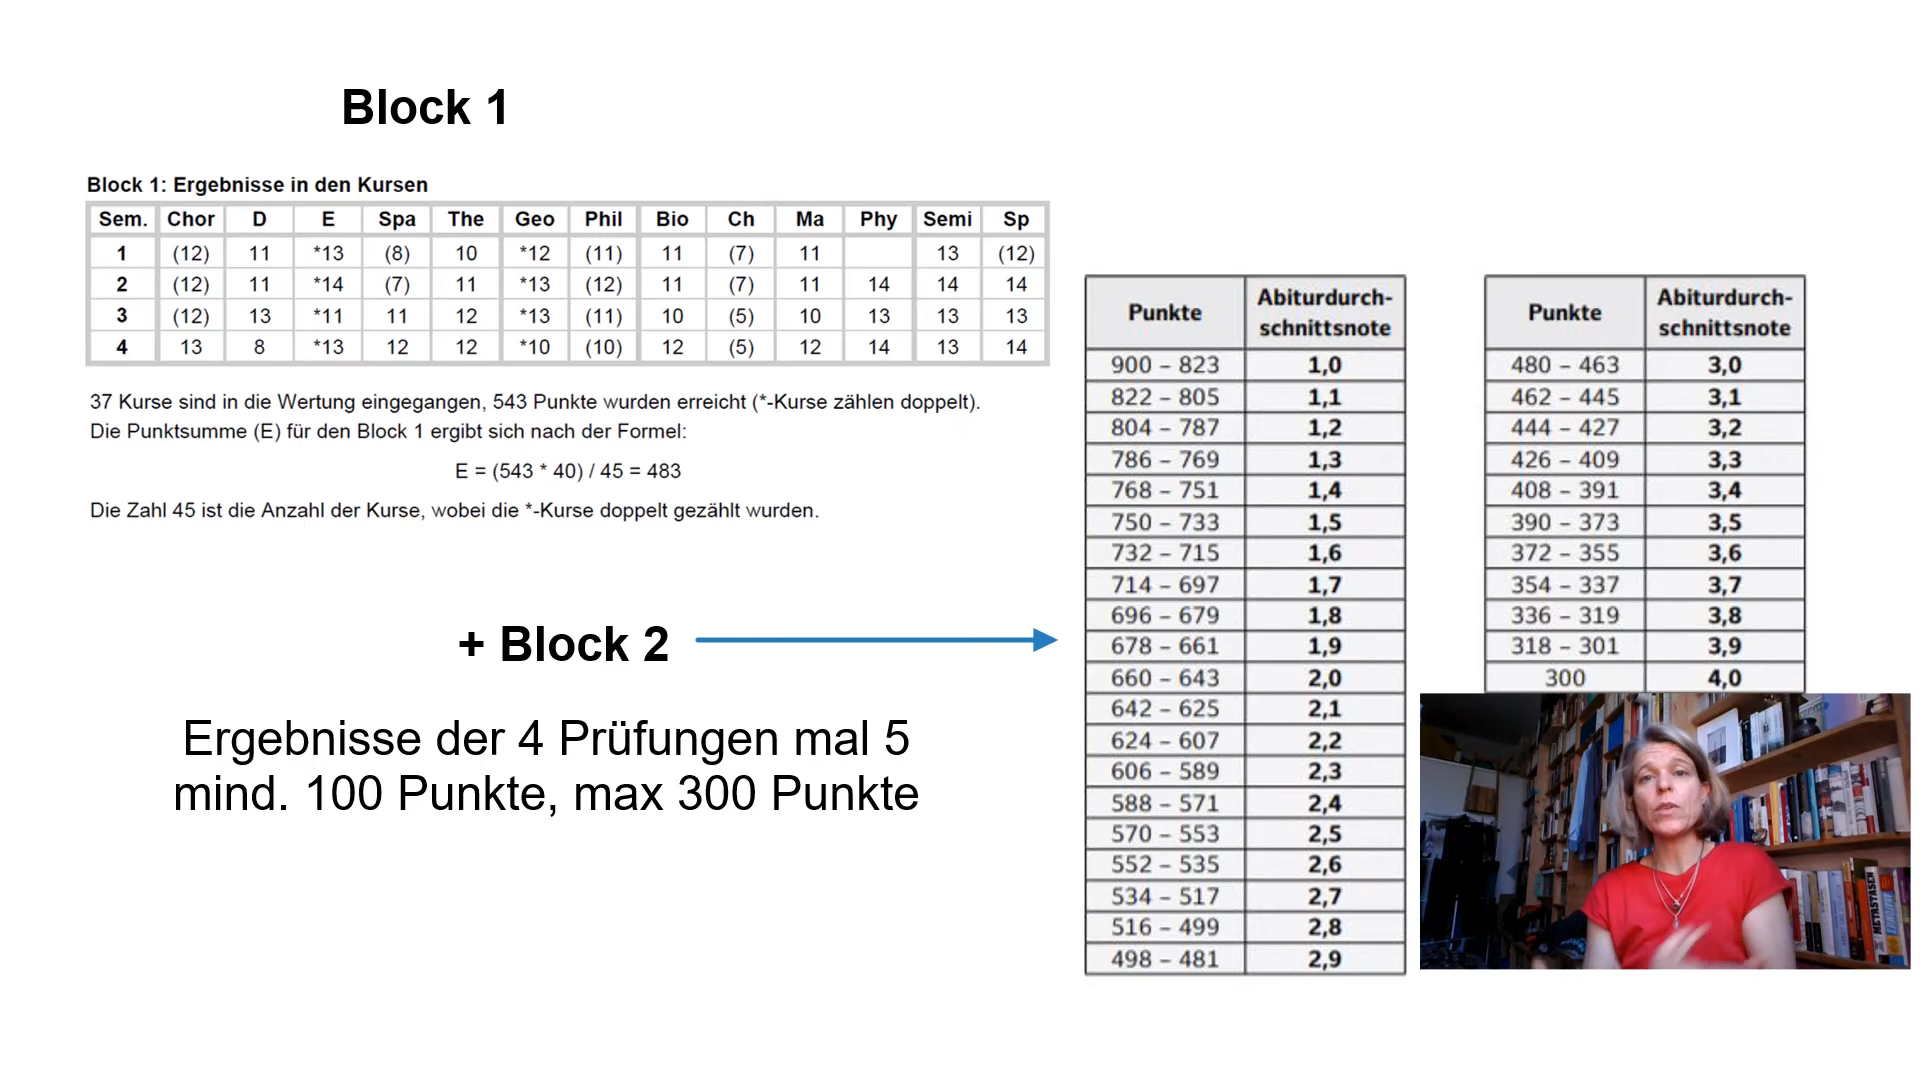 Block 1
Block 1: Ergebnisse in den Kursen
Sem. Chor D E Spa The Geo Phil Bio Ch Ma Phy Semi Sp
1 (12) 11 *13 (8) 10 *12 (11) 11 (7) 11 13 (12)
2 (12) 11 *14 (7) 11 *13 (12) 11 (7) 11 14 14 14
3 (12) 13 *11 11 12 *13 (11) 10 (5) 10 13 13 13
4 13 8 *13 12 12 *10 (10) 12 (5) 12 14 13 14
37 Kurse sind in die Wertung eingegangen, 543 Punkte wurden erreicht (*-Kurse zählen doppelt).
Die Punktsumme (E) für den Block 1 ergibt sich nach der Formel:
E = (543 * 40) / 45 = 483
Die Zahl 45 ist die Anzahl der Kurse, wobei die *-Kurse doppelt gezählt wurden.
+ Block 2
Ergebnisse der 4 Prüfungen mal 5
mind. 100 Punkte, max 300 Punkte
Punkte Abiturdurch-
schnittsnote
900 – 823 1,0
822 – 805 1,1
804 – 787 1,2
786 – 769 1,3
768 – 751 1,4
750 – 733 1,5
732 – 715 1,6
714 – 697 1,7
696 – 679 1,8
678 – 661 1,9
660 – 643 2,0
642 – 625 2,1
624 – 607 2,2
606 – 589 2,3
588 – 571 2,4
570 – 553 2,5
552 – 535 2,6
534 – 517 2,7
516 – 499 2,8
498 – 481 2,9
Punkte Abiturdurch-
schnittsnote
480 – 463 3,0
462 – 445 3,1
444 – 427 3,2
426 – 409 3,3
408 – 391 3,4
390 – 373 3,5
372 – 355 3,6
354 – 337 3,7
336 – 319 3,8
318 – 301 3,9
300 4,0
METASTASEN